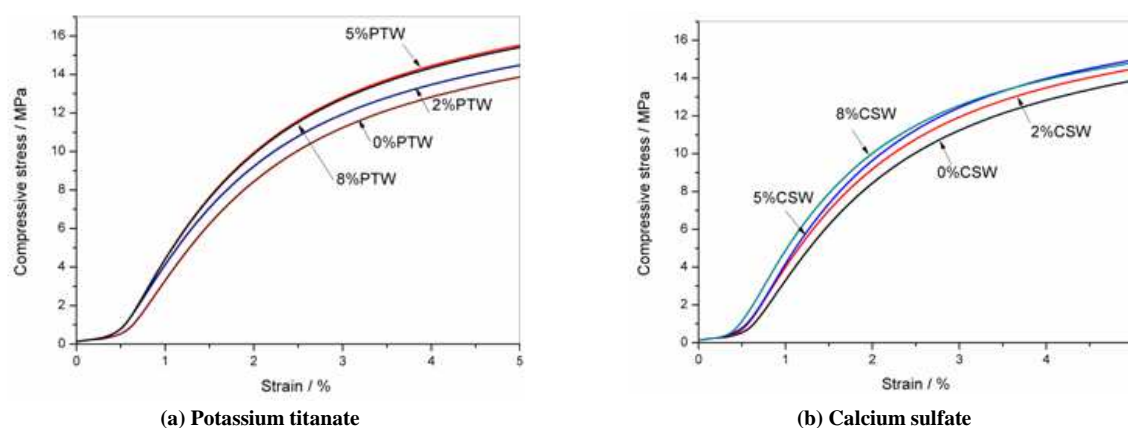 Compressive stress / MPa
16
14
12
10
8
6
4
2
0
0 1 2 3 4 5
Strain / %
5%PTW
2%PTW
0%PTW
8%PTW
(a) Potassium titanate
Compressive stress / MPa
16
14
12
10
8
6
4
2
0
0 1 2 3 4
Strain / %
8%CSW
2%CSW
0%CSW
5%CSW
(b) Calcium sulfate